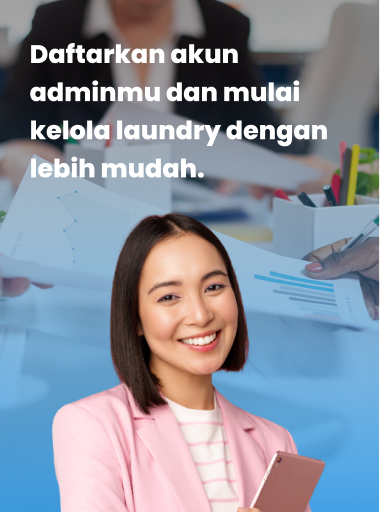 Daftarkan akun
adminmu dan mulai
kelola laundry dengan
lebih mudah.